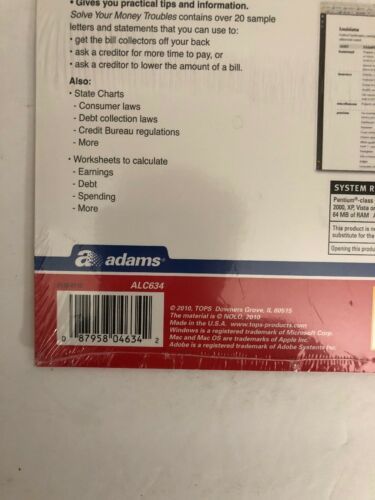 • Gives you practical tips and information.
Solve Your Money Troubles contains over 20 sample
letters and statements that you can use to:
• get the bill collectors off your back
• ask a creditor for more time to pay, or
• ask a creditor to lower the amount of a bill.
Also:
• State Charts
- Consumer laws
- Debt collection laws
- Credit Bureau regulations
- More
• Worksheets to calculate
- Earnings
- Debt
- Spending
- More
Louisiana
SYSTEM R
Pentium®-class
2000, XP, Vista or
64 MB of RAM
This product is n
substitute for the
Opening this produ
a adams®
ALC634
0 87958 04634 2
© 2010, TOPS Downers Grove, IL 60515
The material is © NOLO, 2010
Made in the U.S.A. www.tops-products.com
Windows is a registered trademark of Microsoft Corp.
Mac and Mac OS are trademarks of Apple Inc.
Adobe is a registered trademark of Adobe Systems Inc.